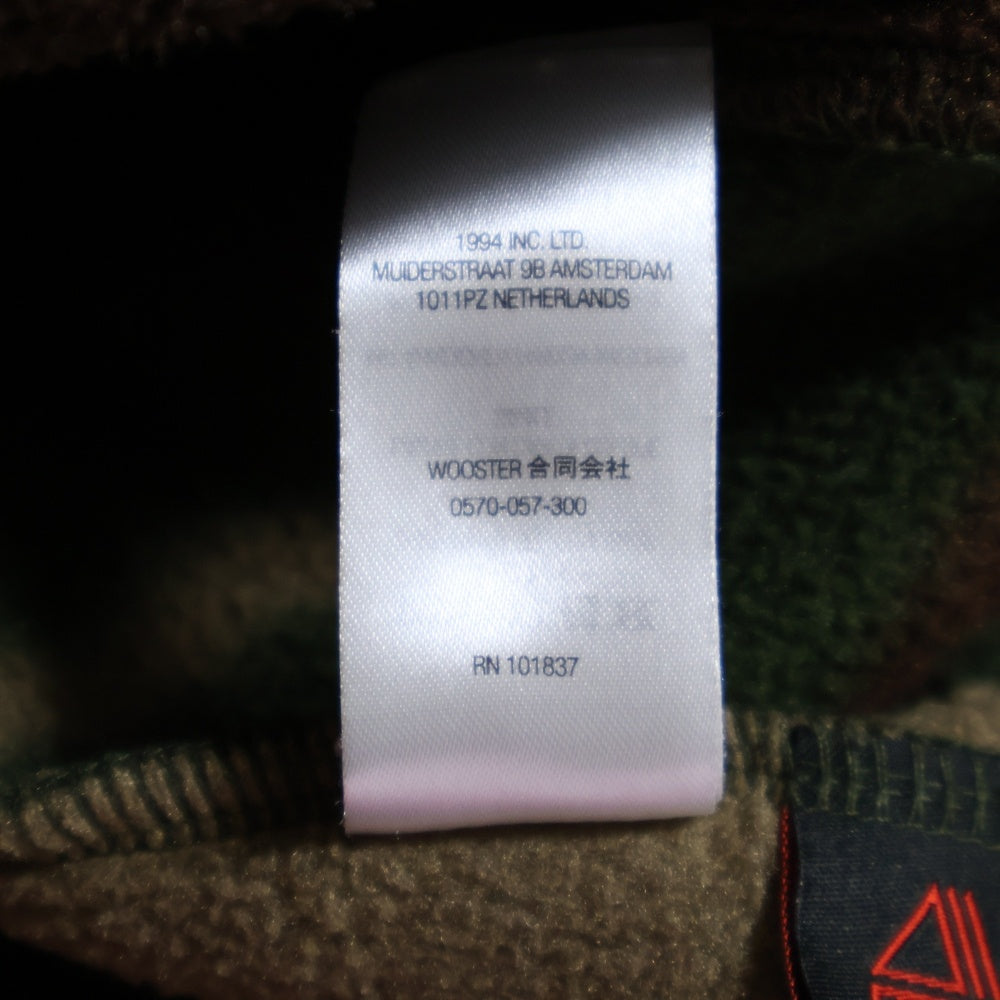 1994 INC. LTD.
MUIDERSTRAAT 9B AMSTERDAM
1011PZ NETHERLANDS
WOOSTER 合同会社
0570-057-300
RN 101837